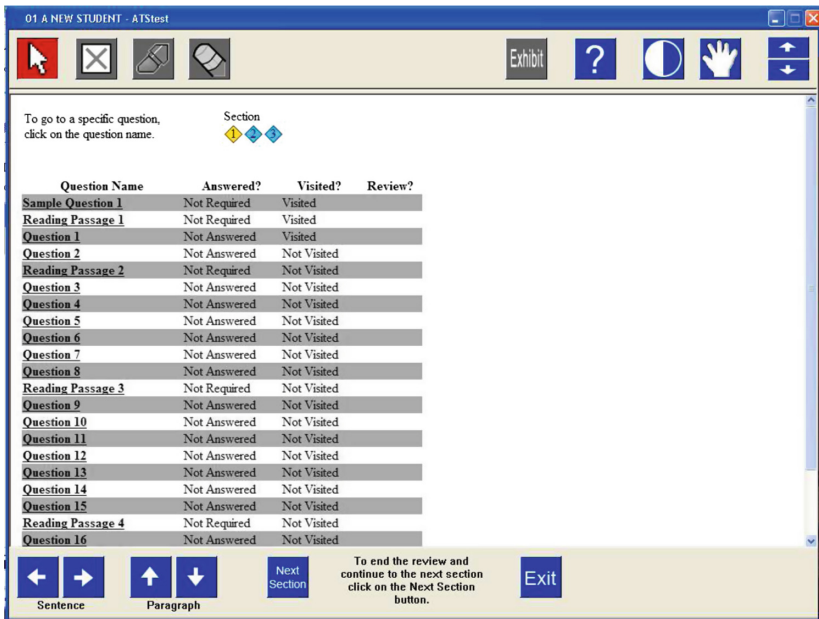 01 A NEW STUDENT - ATStest
Exhibit ?
To go to a specific question,
click on the question name.
Section
1 2 3
Question Name Answered? Visited? Review?
Sample Question 1 Not Required Visited
Reading Passage 1 Not Required Visited
Question 1 Not Answered Visited
Question 2 Not Answered Not Visited
Reading Passage 2 Not Required Not Visited
Question 3 Not Answered Not Visited
Question 4 Not Answered Not Visited
Question 5 Not Answered Not Visited
Question 6 Not Answered Not Visited
Question 7 Not Answered Not Visited
Question 8 Not Answered Not Visited
Reading Passage 3 Not Required Not Visited
Question 9 Not Answered Not Visited
Question 10 Not Answered Not Visited
Question 11 Not Answered Not Visited
Question 12 Not Answered Not Visited
Question 13 Not Answered Not Visited
Question 14 Not Answered Not Visited
Question 15 Not Answered Not Visited
Reading Passage 4 Not Required Not Visited
Question 16 Not Answered Not Visited
Sentence
Paragraph
Next
Section
To end the review and
continue to the next section
click on the Next Section
button.
Exit